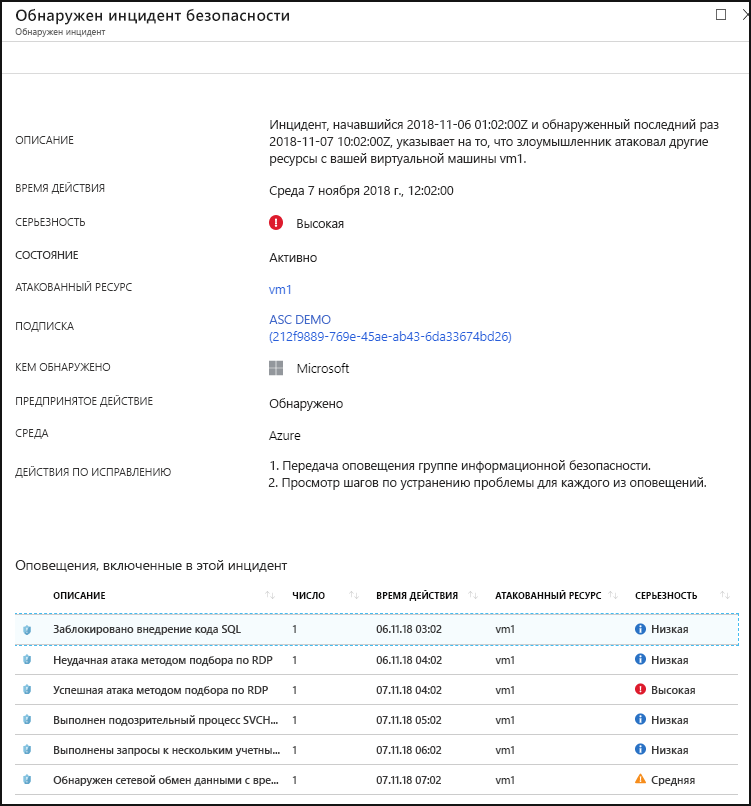 Обнаружен инцидент безопасности
Обнаружен инцидент
ОПИСАНИЕ
Инцидент, начавшийся 2018-11-06 01:02:00Z и обнаруженный последний раз
2018-11-07 10:02:00Z, указывает на то, что злоумышленник атаковал другие
ресурсы с вашей виртуальной машины vm1.
ВРЕМЯ ДЕЙСТВИЯ
Среда 7 ноября 2018 г., 12:02:00
СЕРЬЕЗНОСТЬ
Высокая
СОСТОЯНИЕ
Активно
АТАКОВАННЫЙ РЕСУРС
vm1
ПОДПИСКА
ASC DEMO
(212f9889-769e-45ae-ab43-6da33674bd26)
КЕМ ОБНАРУЖЕНО
Microsoft
ПРЕДПРИНЯТОЕ ДЕЙСТВИЕ
Обнаружено
СРЕДА
Azure
ДЕЙСТВИЯ ПО ИСПРАВЛЕНИЮ
1. Передача оповещения группе информационной безопасности.
2. Просмотр шагов по устранению проблемы для каждого из оповещений.
Оповещения, включенные в этой инцидент
ОПИСАНИЕ ЧИСЛО ВРЕМЯ ДЕЙСТВИЯ АТАКОВАННЫЙ РЕСУРС СЕРЬЕЗНОСТЬ
Заблокировано внедрение кода SQL 1 06.11.18 03:02 vm1 Низкая
Неудачная атака методом подбора по RDP 1 06.11.18 04:02 vm1 Низкая
Успешная атака методом подбора по RDP 1 07.11.18 04:02 vm1 Высокая
Выполнен подозрительный процесс SVCH... 1 07.11.18 05:02 vm1 Низкая
Выполнены запросы к нескольким учетны... 1 07.11.18 06:02 vm1 Низкая
Обнаружен сетевой обмен данными с вре... 1 07.11.18 07:02 vm1 Средняя